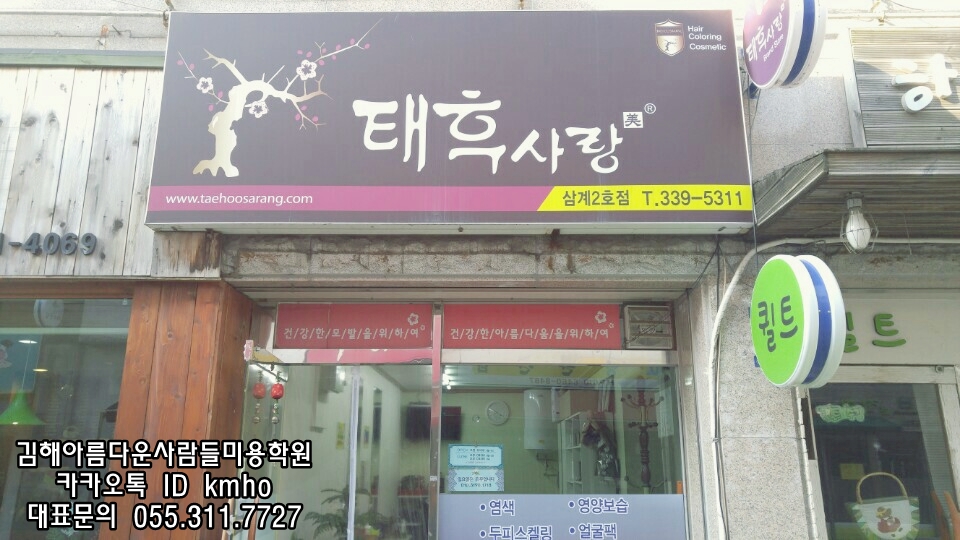 Hair
Coloring
Cosmetic
태후사랑
태흑사랑 美 ®
www.taehoosarang.com
삼계2호점 T.339-5311
1-4069
건/강/한/모/발/을/위/하/여
건/강/한/아/름/다/움/을/위/하/여
퀼트
퀼트
• 염색
• 영양보습
• 두피스켈링
• 얼굴팩
김해아름다운사람들미용학원
카카오톡 ID kmho
대표문의 055.311.7727